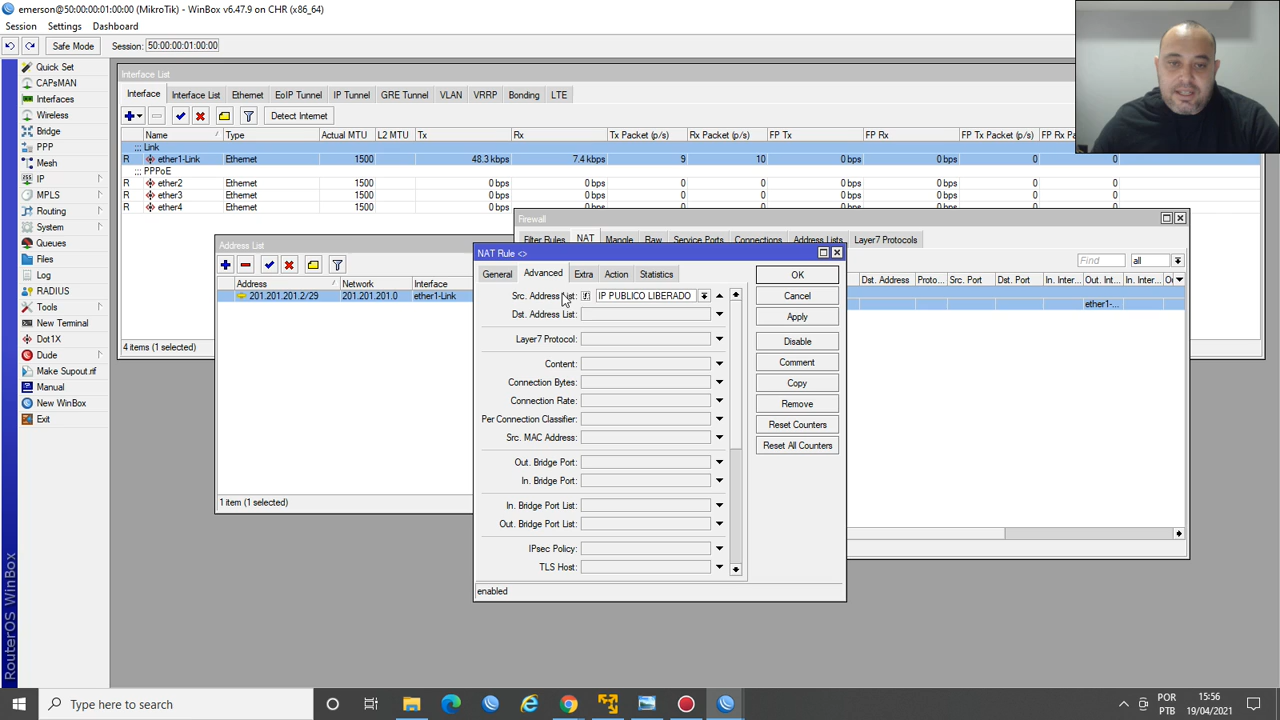 emerson@50:00:00:01:00:00 (MikroTik) - WinBox v6.47.9 on CHR (x86_64)
Session Settings Dashboard
Safe Mode Session: 50:00:00:01:00:00
Quick Set
CAPsMAN
Interfaces
Wireless
Bridge
PPP
Mesh
IP
MPLS
Routing
System
Queues
Files
Log
RADIUS
Tools
New Terminal
Dot1X
Dude
Make Supout.rif
Manual
New WinBox
Exit
RouterOS WinBox
Interface List
Interface Interface List Ethernet EoIP Tunnel IP Tunnel GRE Tunnel VLAN VRRP Bonding LTE
Detect Internet
Name Type Actual MTU L2 MTU Tx Rx Tx Packet (p/s) Rx Packet (p/s) FP Tx FP Rx FP Tx Packet (p/s) FP Rx Pa
;;; Link
R ether1-Link Ethernet 1500 48.3 kbps 7.4 kbps 9 10 0 bps 0 bps 0 0
;;; PPPoE
R ether2 Ethernet 1500 0 bps 0 bps 0 0 0 bps 0 bps 0 0
R ether3 Ethernet 1500 0 bps 0 bps 0 0 0 bps 0 bps 0 0
R ether4 Ethernet 1500 0 bps 0 bps 0 0 0 bps 0 bps 0 0
4 items (1 selected)
Address List
Address Network Interface
201.201.201.2/29 201.201.201.0 ether1-Link
1 item (1 selected)
Firewall
Filter Rules NAT Mangle Raw Service Ports Connections Address Lists Layer7 Protocols
Find all
Dst. Address Proto... Src. Port Dst. Port In. Inter... Out. Int... In. Inter...
ether1-...
NAT Rule <>
General Advanced Extra Action Statistics
Src. Address List: ! IP PUBLICO LIBERADO
Dst. Address List:
Layer7 Protocol:
Content:
Connection Bytes:
Connection Rate:
Per Connection Classifier:
Src. MAC Address:
Out. Bridge Port:
In. Bridge Port:
In. Bridge Port List:
Out. Bridge Port List:
IPsec Policy:
TLS Host:
OK
Cancel
Apply
Disable
Comment
Copy
Remove
Reset Counters
Reset All Counters
enabled
Type here to search
POR
PTB
15:56
19/04/2021